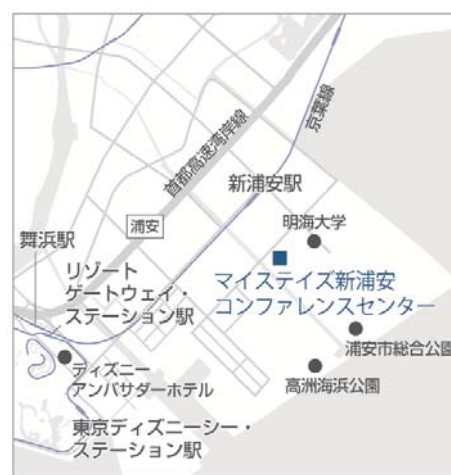 京葉線
首都高速湾岸線
新浦安駅
浦安
明海大学
舞浜駅
リゾート
ゲートウェイ・
ステーション駅
マイステイズ新浦安
コンファレンスセンター
浦安市総合公園
ディズニー
アンバサダーホテル
高洲海浜公園
東京ディズニーシー・
ステーション駅